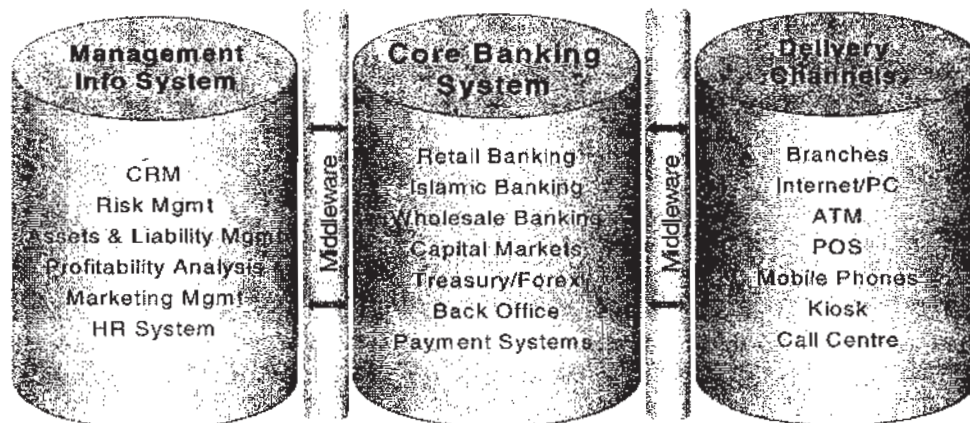 Management
Info System
CRM
Risk Mgmt
Assets & Liability Mgmt
Profitability Analysis
Marketing Mgmt
HR System
Middleware
Core Banking
System
Retail Banking
Islamic Banking
Wholesale Banking
Capital Markets
Treasury/Forex
Back Office
Payment Systems
Middleware
Delivery
Channels
Branches
Internet/PC
ATM
POS
Mobile Phones
Kiosk
Call Centre